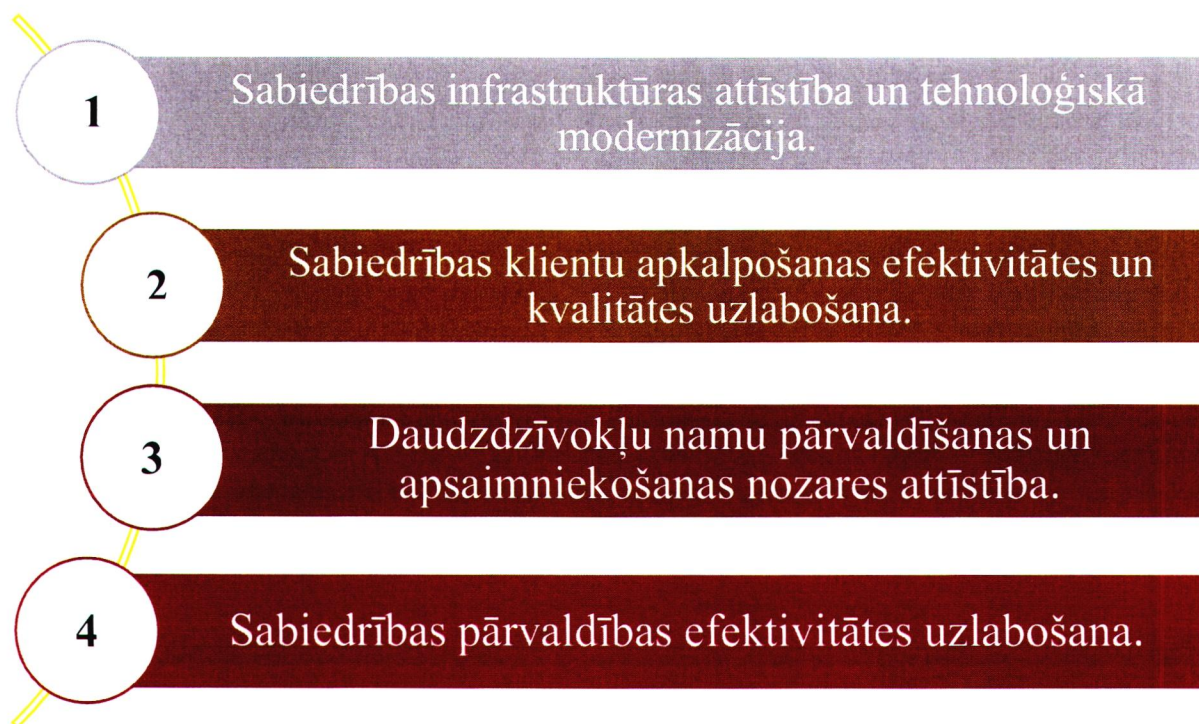 1
Sabiedrības infrastruktūras attīstība un tehnoloģiskā
modernizācija.
2
Sabiedrības klientu apkalpošanas efektivitātes un
kvalitātes uzlabošana.
3
Daudzdzīvokļu namu pārvaldīšanas un
apsaimniekošanas nozares attīstība.
4
Sabiedrības pārvaldības efektivitātes uzlabošana.